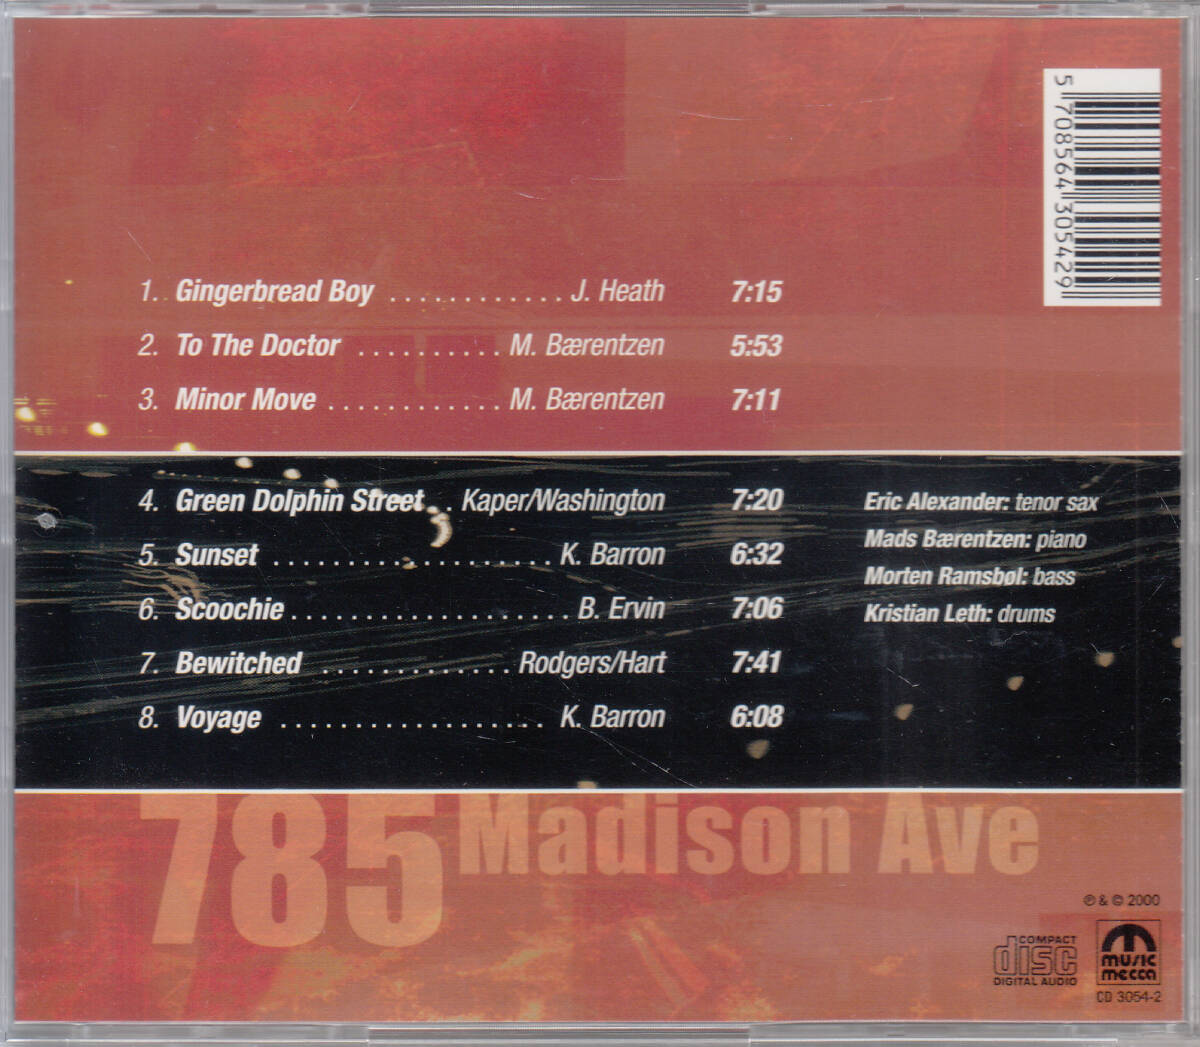 5 708564 305429
1. Gingerbread Boy ............ J. Heath 7:15
2. To The Doctor .......... M. Bærentzen 5:53
3. Minor Move ............ M. Bærentzen 7:11
4. Green Dolphin Street .. Kaper/Washington 7:20
5. Sunset ................... K. Barron 6:32
6. Scoochie ................... B. Ervin 7:06
7. Bewitched ............. Rodgers/Hart 7:41
8. Voyage .................. K. Barron 6:08
Eric Alexander: tenor sax
Mads Bærentzen: piano
Morten Ramsbøl: bass
Kristian Leth: drums
785 Madison Ave
℗ & © 2000
COMPACT
disc
DIGITAL AUDIO
music
mecca
CD 3054-2